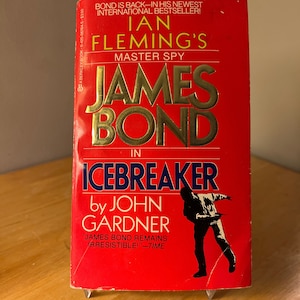 BOND IS BACK—IN HIS NEWEST
INTERNATIONAL BESTSELLER!
IAN
FLEMING'S
MASTER SPY
JAMES
BOND
IN
ICEBREAKER
by JOHN
GARDNER
"JAMES BOND REMAINS
IRRESISTIBLE."—TIME